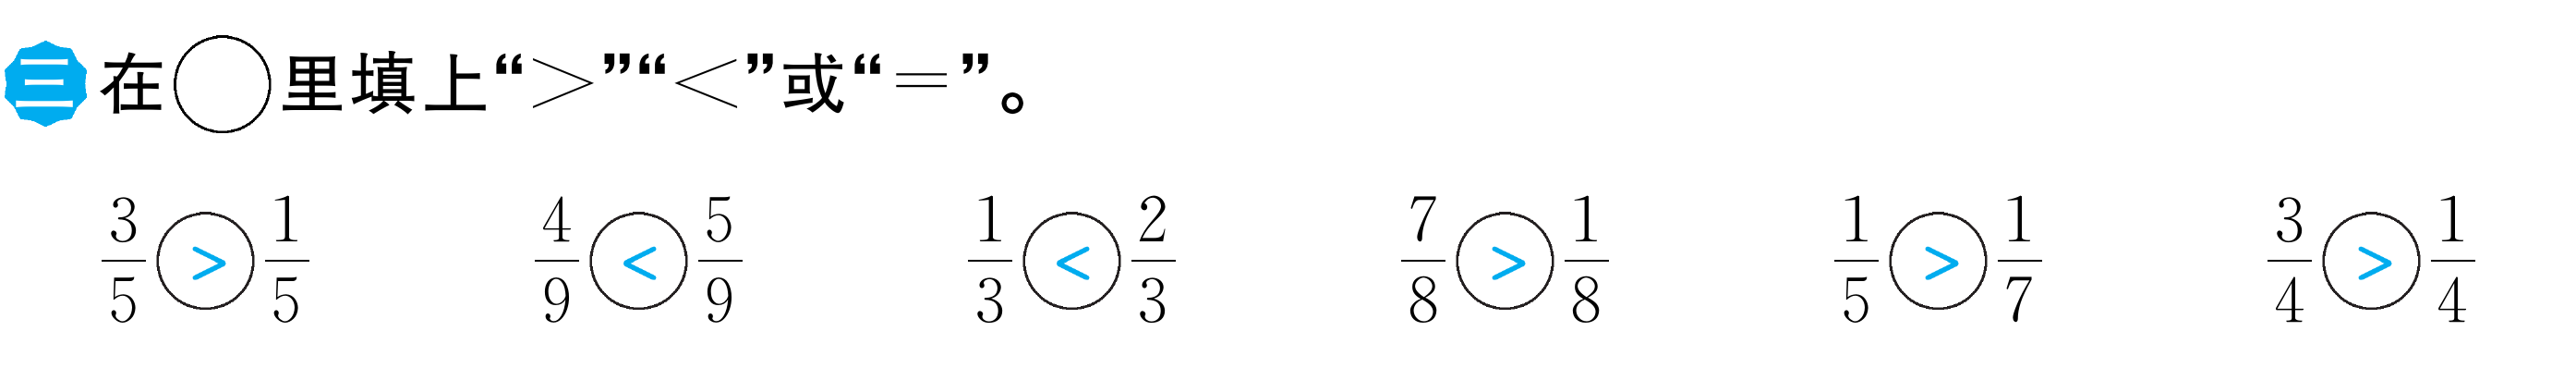 三 在○里填上“>”“<”或“=”。
3/5 > 1/5 4/9 < 5/9 1/3 < 2/3 7/8 > 1/8 1/5 > 1/7 3/4 > 1/4